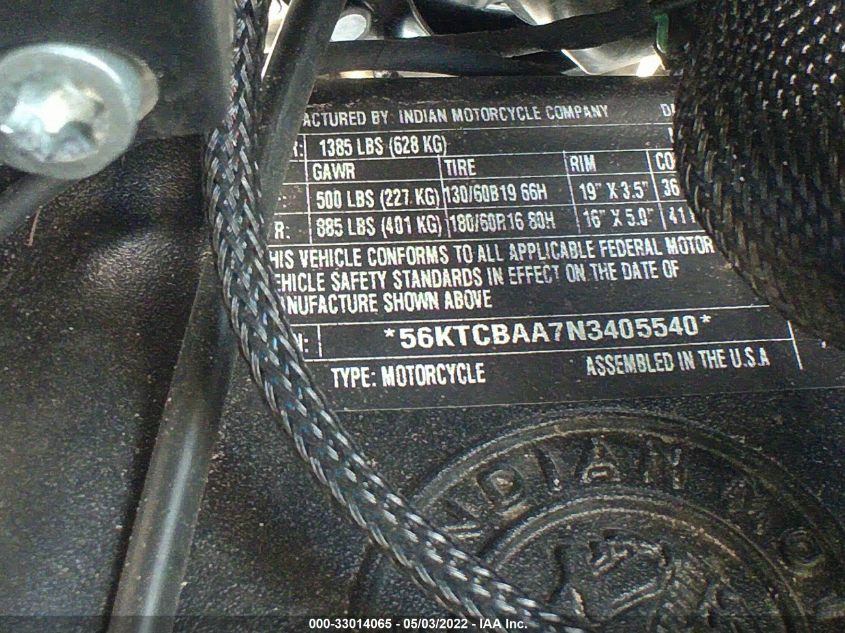 ACTURED BY: INDIAN MOTORCYCLE COMPANY
1385 LBS (628 KG)
GAWR TIRE RIM
500 LBS (227 KG) 130/60B19 66H 19" X 3.5" 36
R: 885 LBS (401 KG) 180/60R16 80H 16" X 5.0" 41
HIS VEHICLE CONFORMS TO ALL APPLICABLE FEDERAL MOTOR
EHICLE SAFETY STANDARDS IN EFFECT ON THE DATE OF
ANUFACTURE SHOWN ABOVE
N: *56KTCBAA7N3405540*
TYPE: MOTORCYCLE ASSEMBLED IN THE U.S.A
INDIAN MO
000-33014065 - 05/03/2022 - IAA Inc.